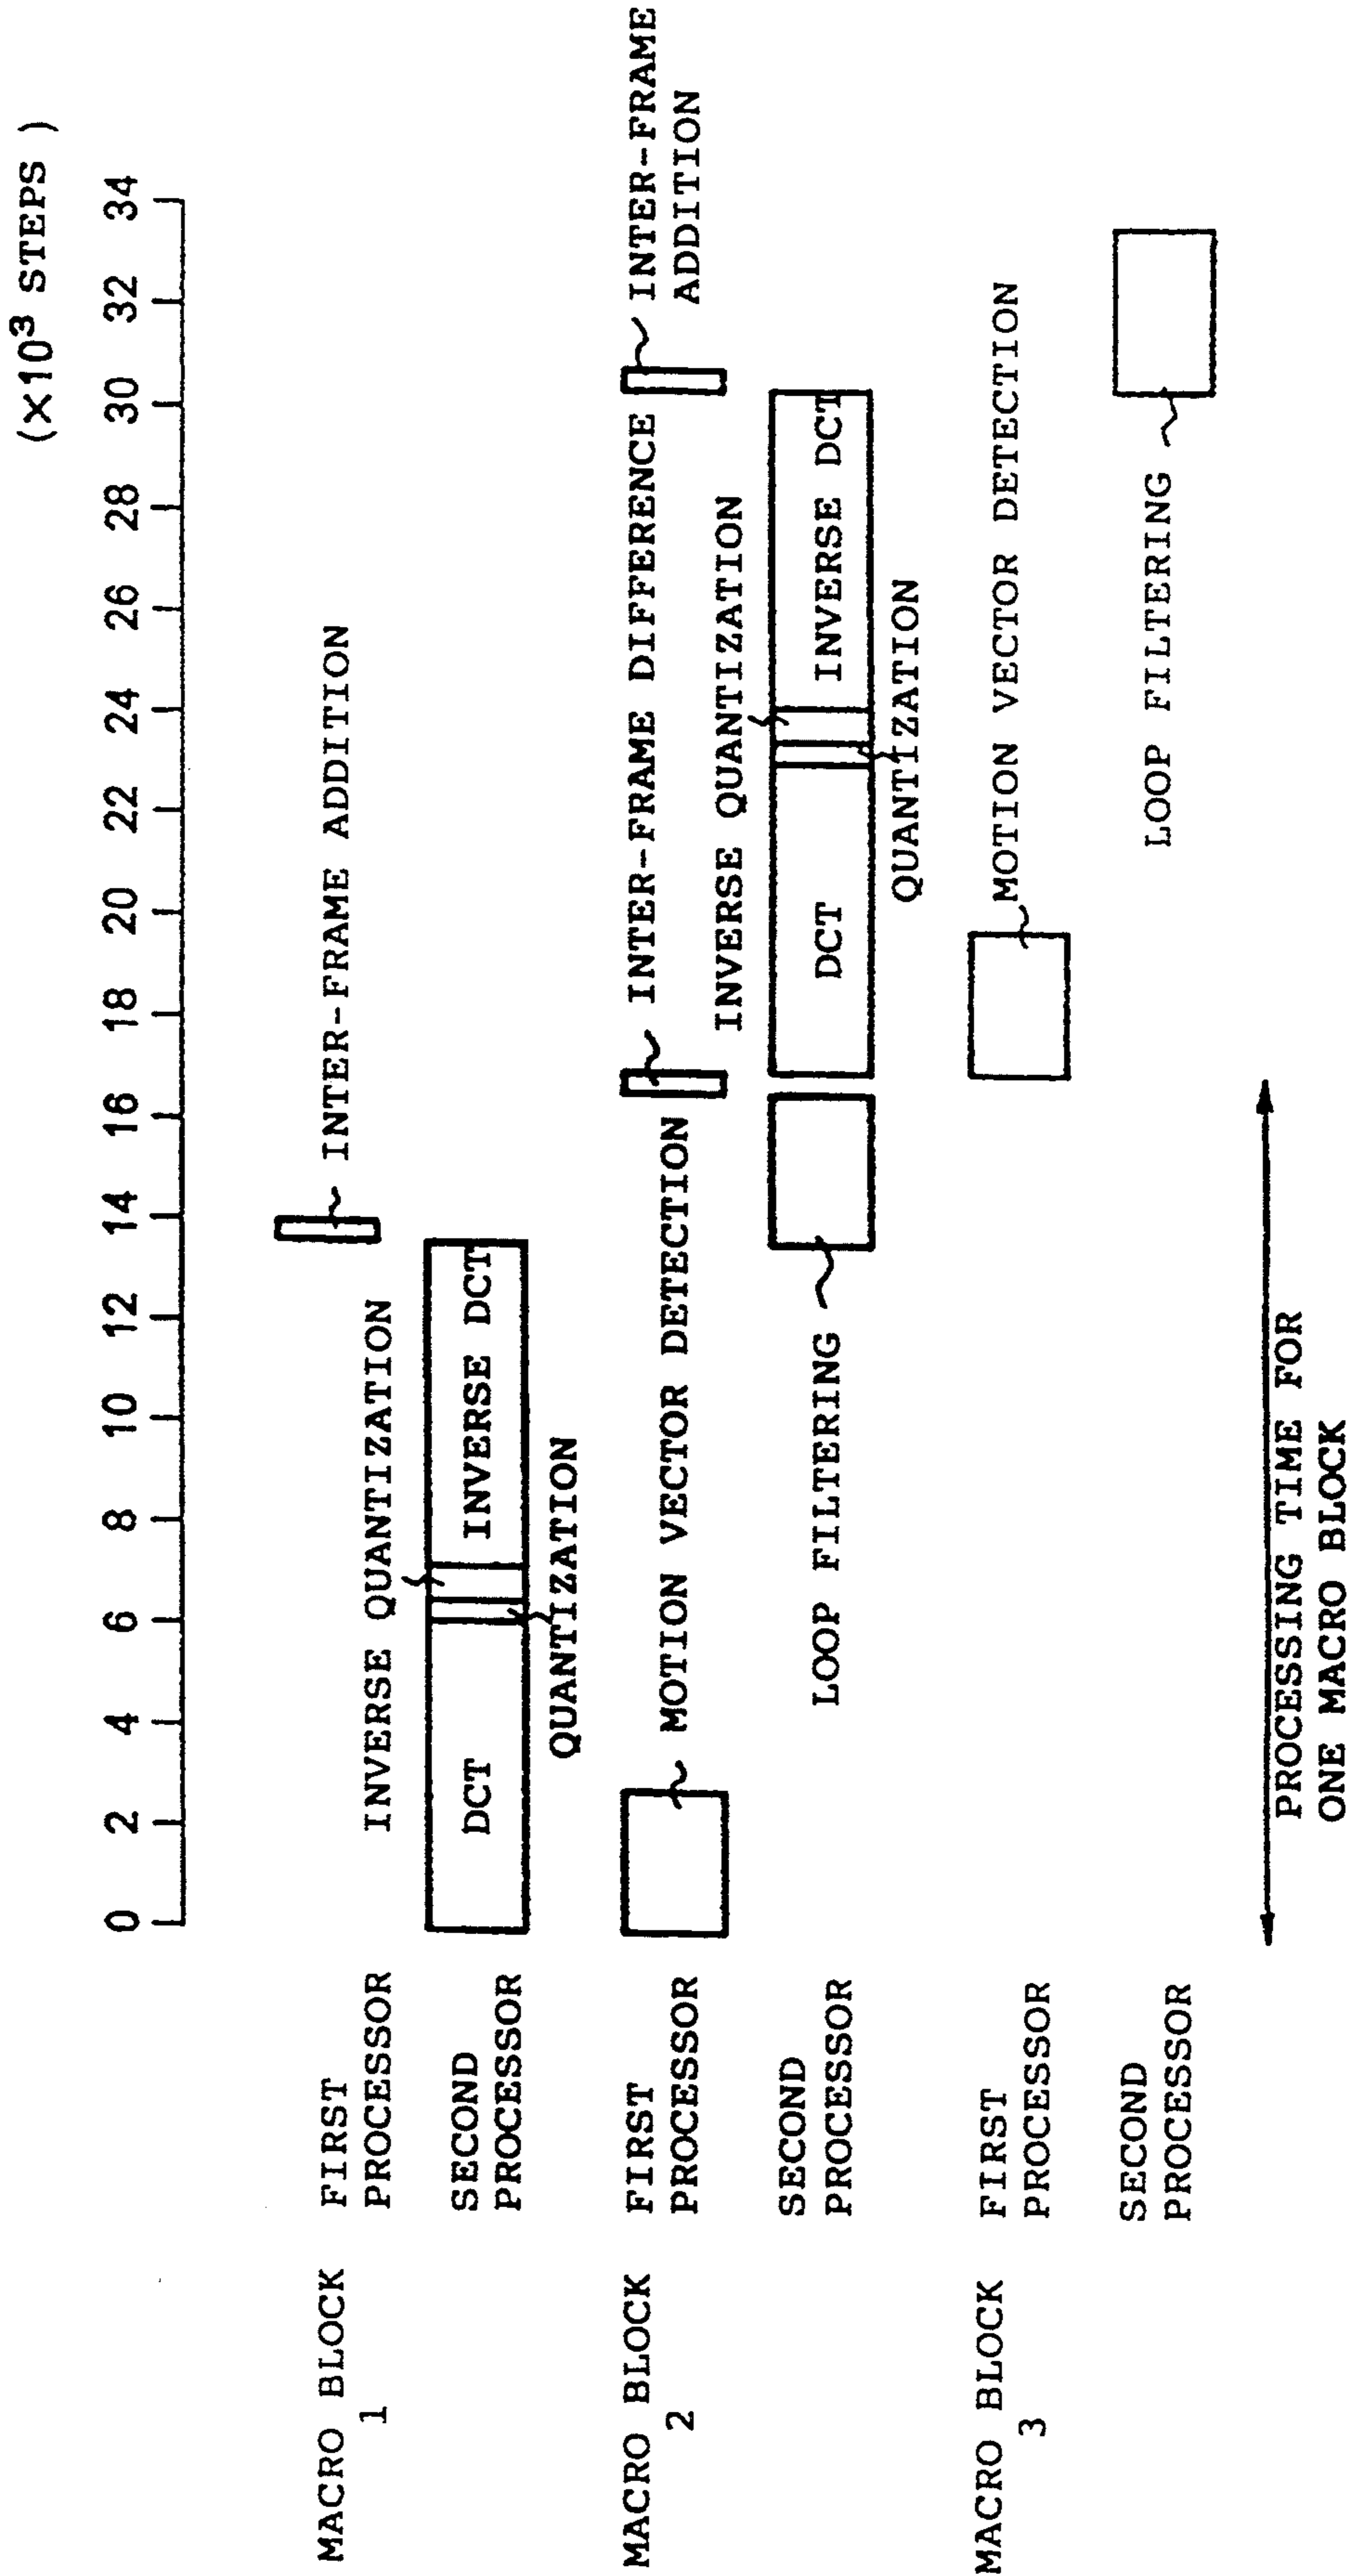 (×10³ STEPS )
0 2 4 6 8 10 12 14 16 18 20 22 24 26 28 30 32 34
MACRO BLOCK
1
FIRST
PROCESSOR
INTER-FRAME ADDITION
SECOND
PROCESSOR
INVERSE QUANTIZATION
DCT
INVERSE DCT
QUANTIZATION
MACRO BLOCK
2
FIRST
PROCESSOR
MOTION VECTOR DETECTION
INTER-FRAME DIFFERENCE
INTER-FRAME
ADDITION
SECOND
PROCESSOR
LOOP FILTERING
INVERSE QUANTIZATION
DCT
INVERSE DCT
QUANTIZATION
MACRO BLOCK
3
FIRST
PROCESSOR
MOTION VECTOR DETECTION
SECOND
PROCESSOR
LOOP FILTERING
PROCESSING TIME FOR
ONE MACRO BLOCK